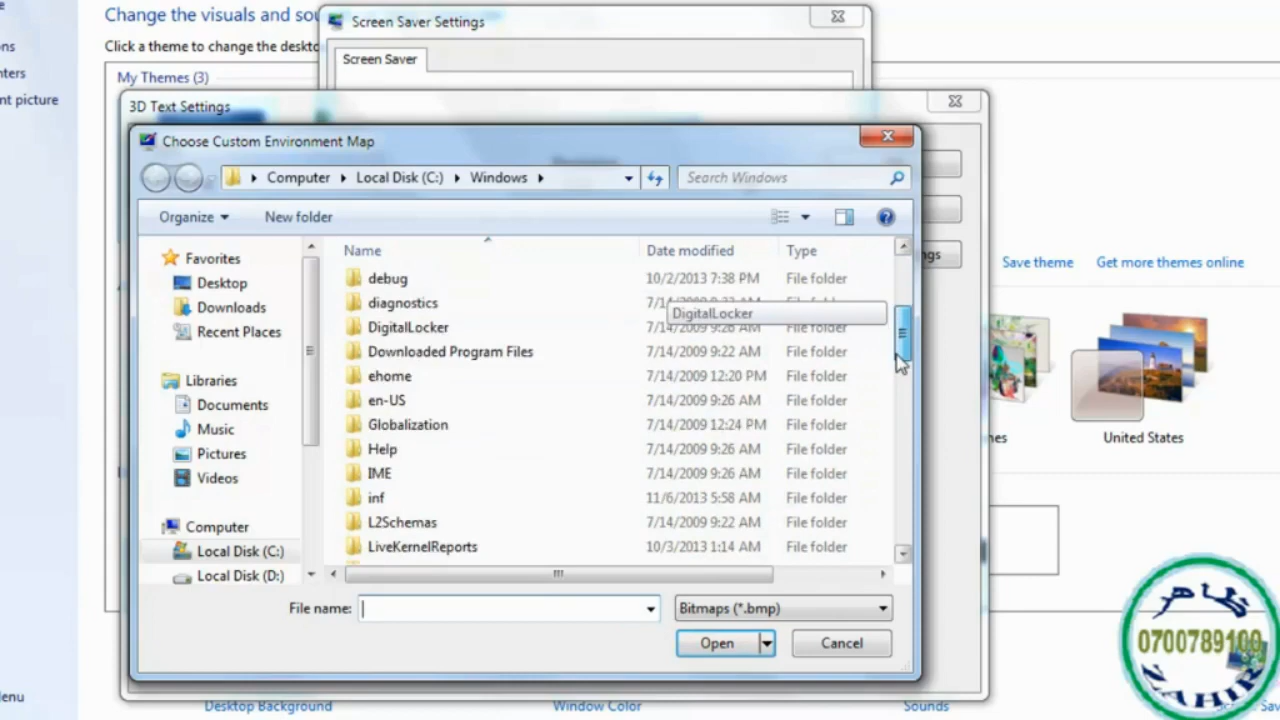 Change the visuals and sou
Screen Saver Settings
ons
Click a theme to change the deskto
Screen Saver
nters
My Themes (3)
nt picture
3D Text Settings
Choose Custom Environment Map
Computer
Local Disk (C:)
Windows
Search Windows
Organize
New folder
Name
Date modified
Type
ngs
Save theme
Get more themes online
Favorites
Desktop
Downloads
Recent Places
Libraries
Documents
Music
Pictures
Videos
Computer
Local Disk (C:)
Local Disk (D:)
debug 10/2/2013 7:38 PM File folder
diagnostics
DigitalLocker
DigitalLocker 7/14/2009 9:26 AM File folder
Downloaded Program Files 7/14/2009 9:22 AM File folder
ehome 7/14/2009 12:20 PM File folder
en-US 7/14/2009 9:26 AM File folder
Globalization 7/14/2009 12:24 PM File folder
Help 7/14/2009 9:26 AM File folder
IME 7/14/2009 9:26 AM File folder
inf 11/6/2013 5:58 AM File folder
L2Schemas 7/14/2009 9:22 AM File folder
LiveKernelReports 10/3/2013 1:14 AM File folder
nes
United States
File name:
Bitmaps (*.bmp)
Open
Cancel
ظاهر
0700789100
ZAHIR
enu
Desktop Background
Window Color
Sounds